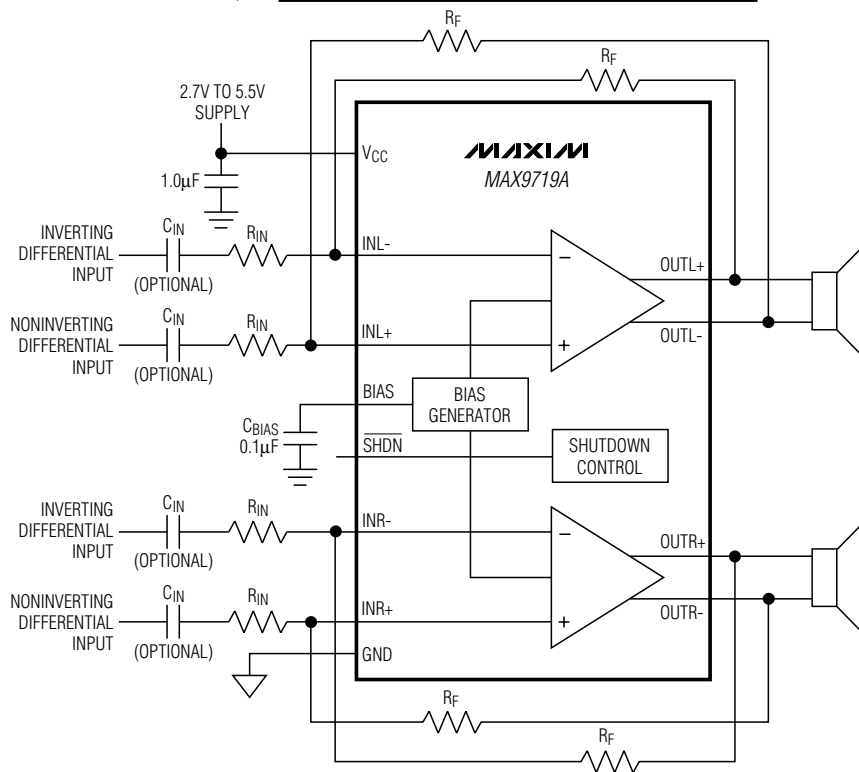 RF
RF
2.7V TO 5.5V
SUPPLY
VCC
MAXIM
MAX9719A
1.0µF
INVERTING
DIFFERENTIAL
INPUT
CIN
(OPTIONAL)
RIN
INL-
−
OUTL+
NONINVERTING
DIFFERENTIAL
INPUT
CIN
(OPTIONAL)
RIN
INL+
+
OUTL-
BIAS
BIAS
GENERATOR
CBIAS
0.1µF
SHDN
SHUTDOWN
CONTROL
INVERTING
DIFFERENTIAL
INPUT
CIN
(OPTIONAL)
RIN
INR-
−
OUTR+
NONINVERTING
DIFFERENTIAL
INPUT
CIN
(OPTIONAL)
RIN
INR+
+
OUTR-
GND
RF
RF